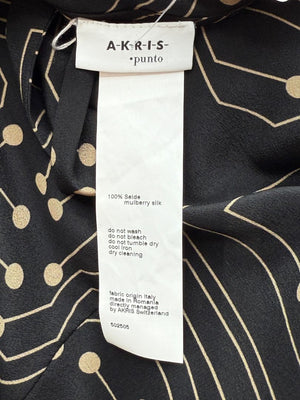 A-K-R-I-S-
•punto
100% Seide
mulberry silk
do not wash
do not bleach
do not tumble dry
cool iron
dry cleaning
fabric origin Italy
made in Romania
directly managed
by AKRIS Switzerland
502505